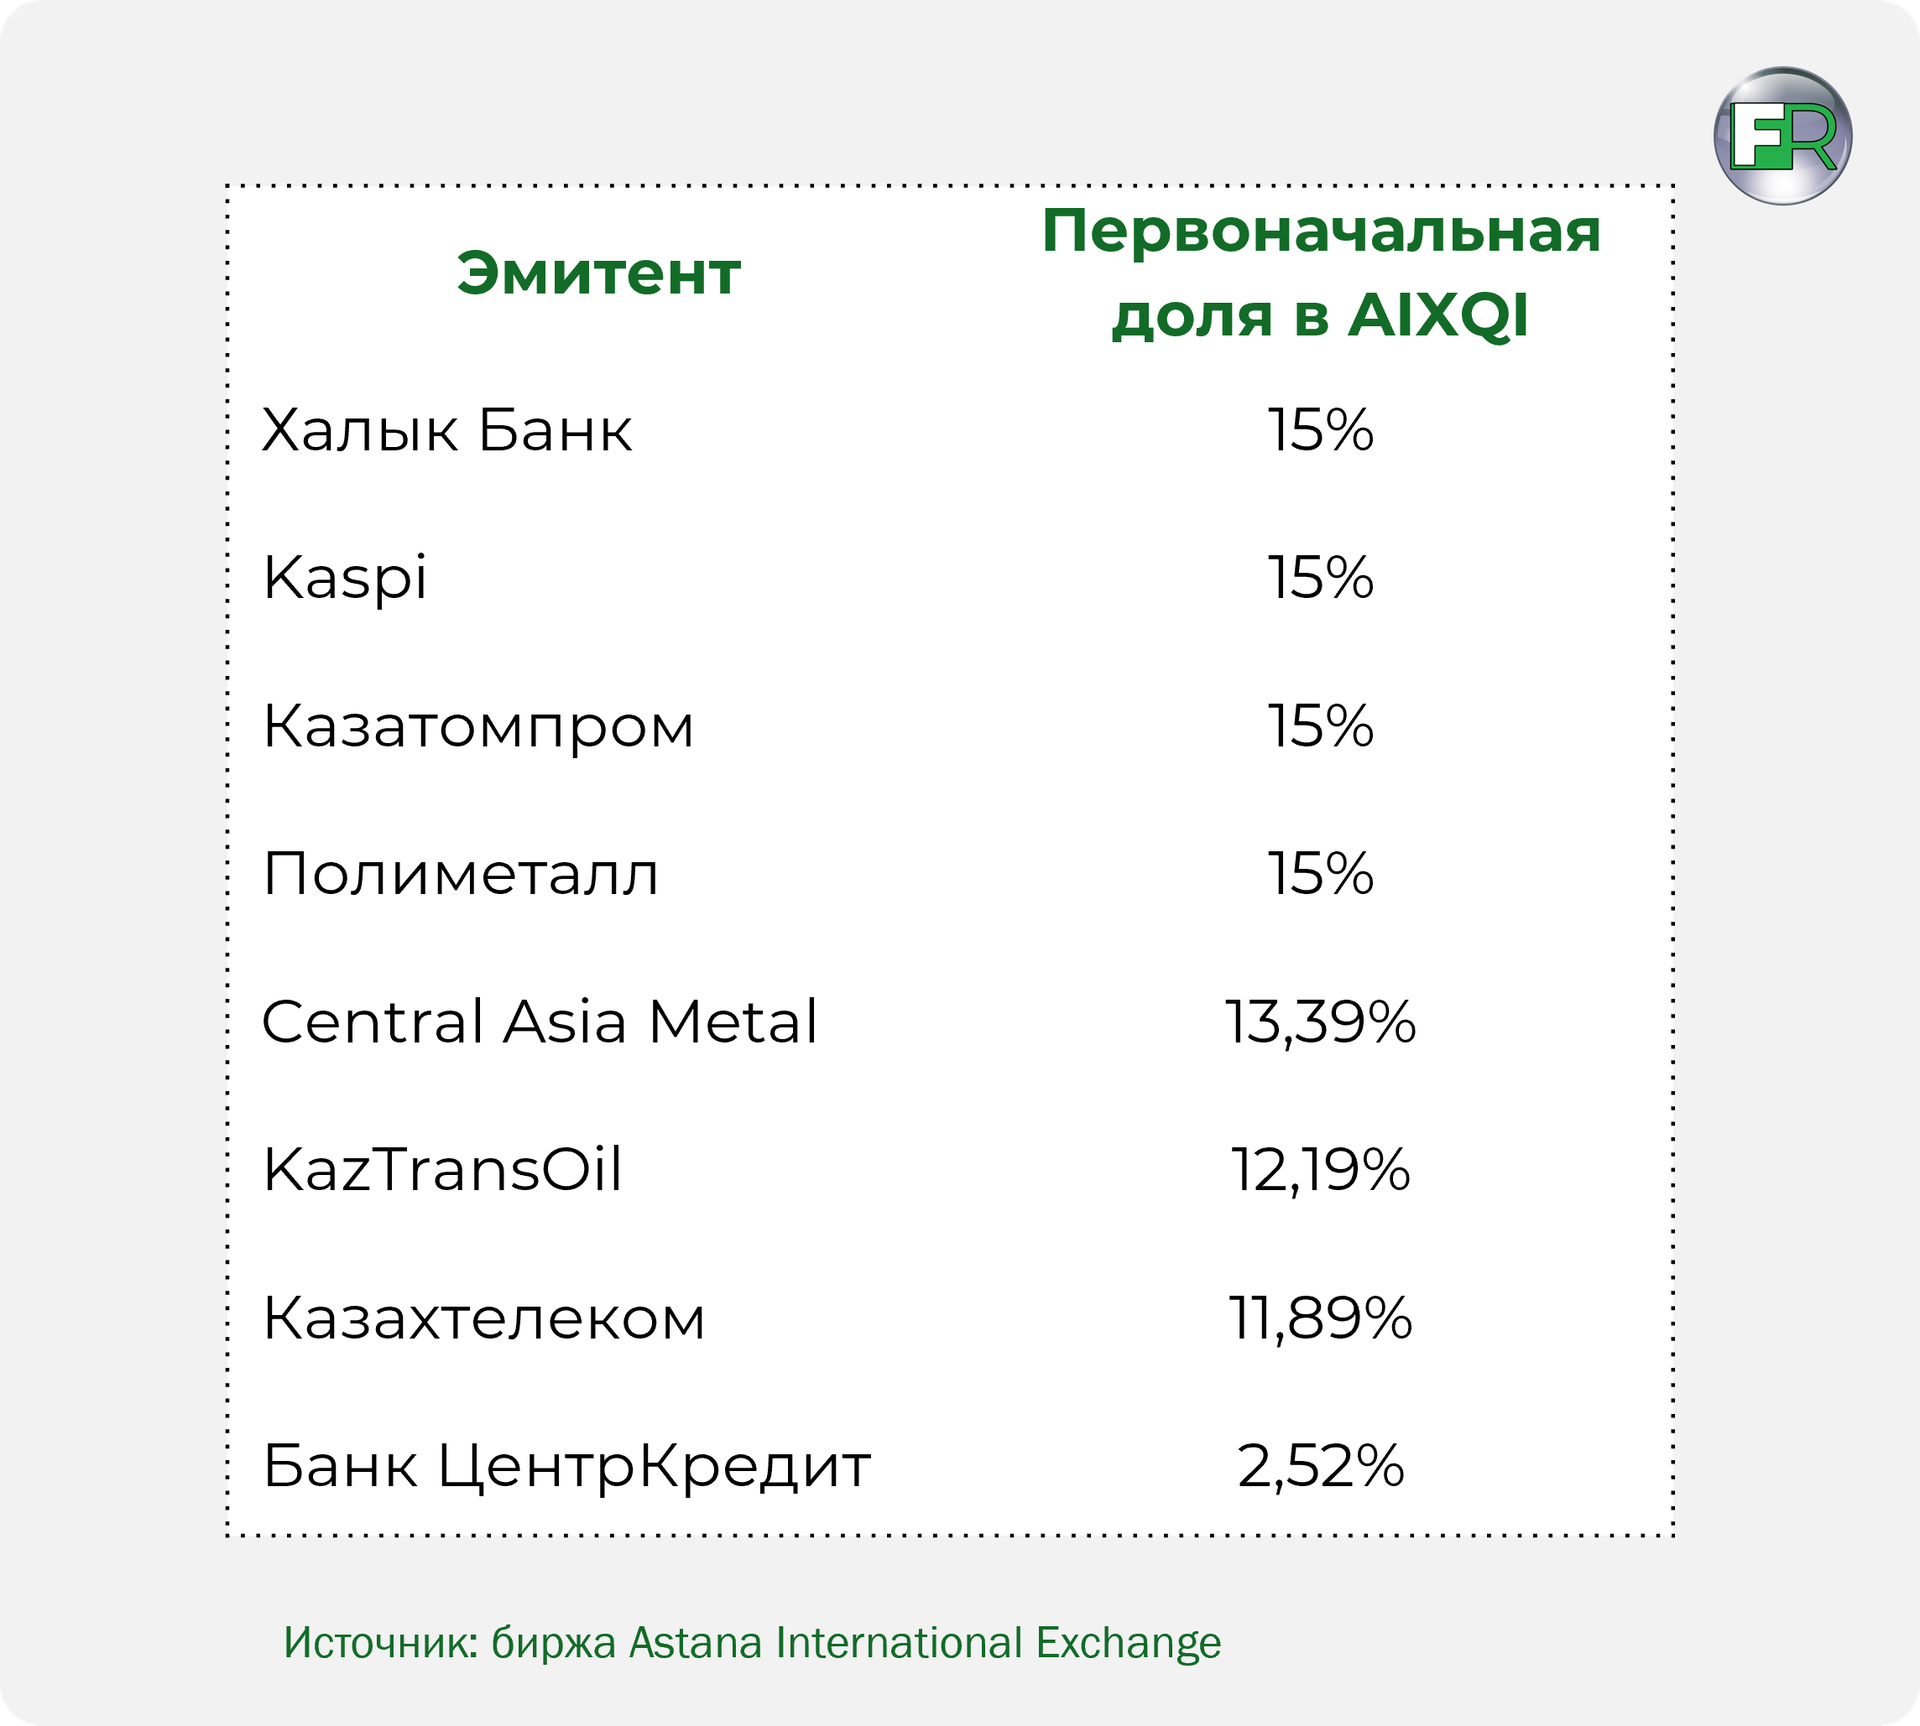 FR
Эмитент
Первоначальная
доля в AIXQI
Халык Банк 15%
Kaspi 15%
Казатомпром 15%
Полиметалл 15%
Central Asia Metal 13,39%
KazTransOil 12,19%
Казахтелеком 11,89%
Банк ЦентрКредит 2,52%
Источник: биржа Astana International Exchange